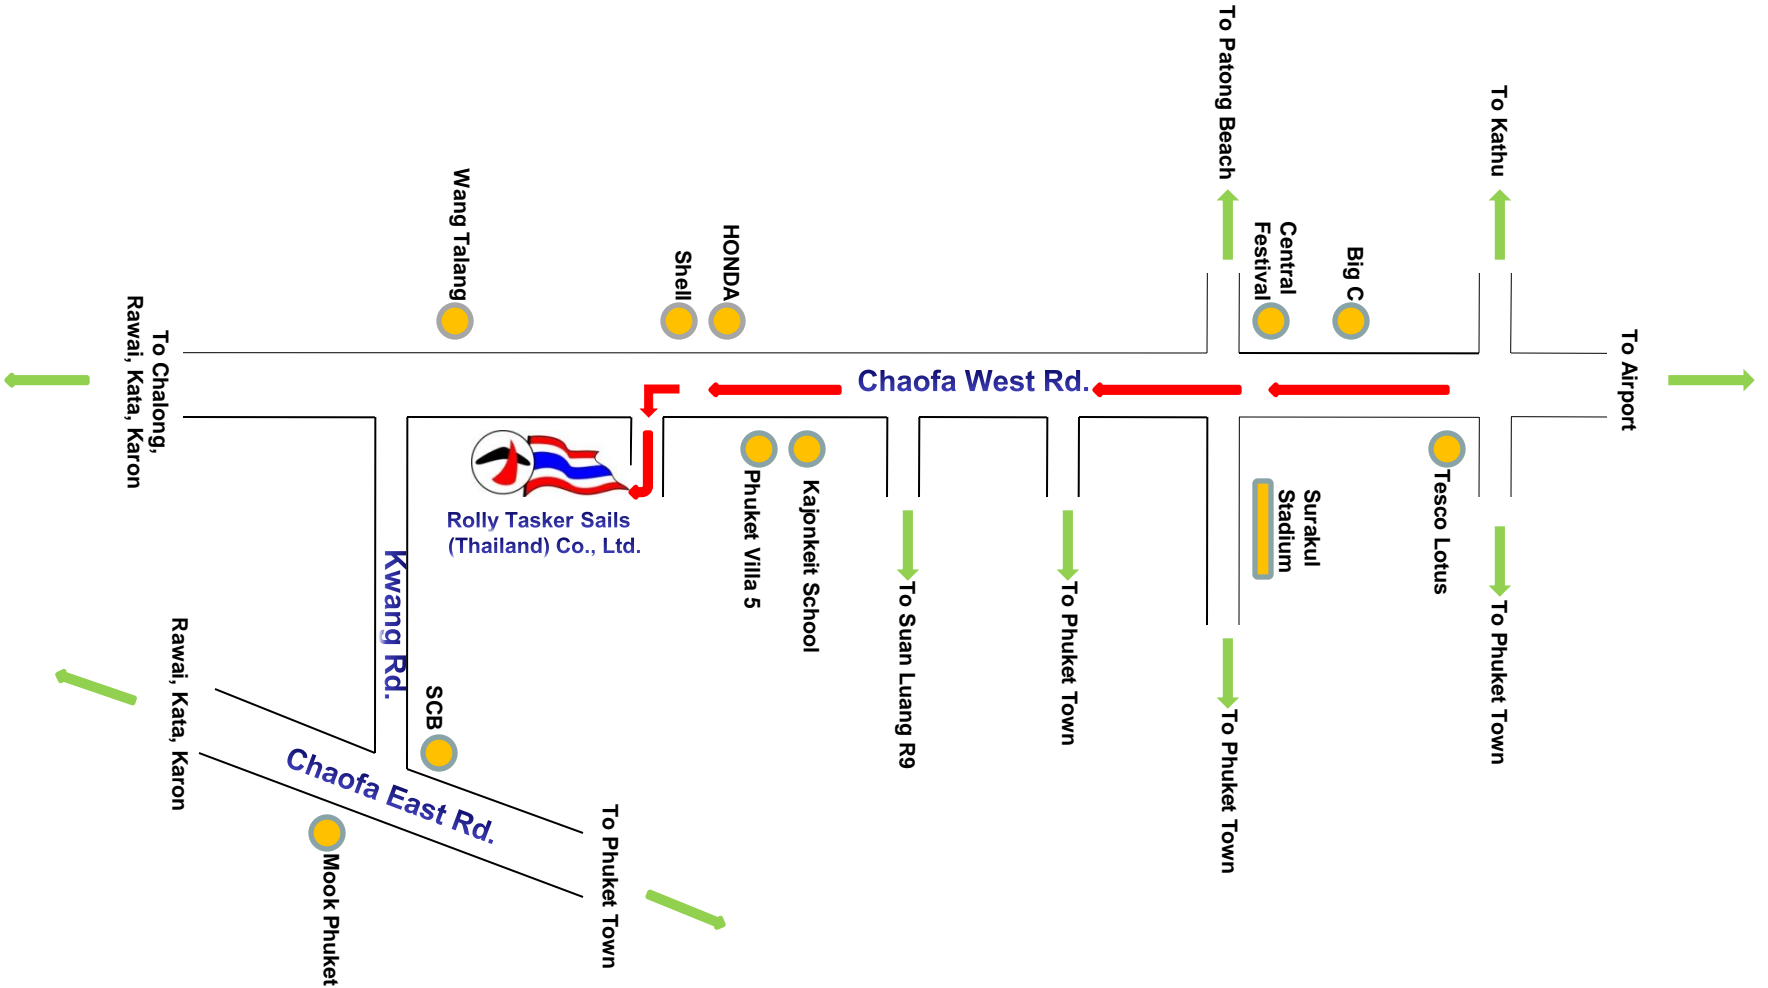 To Patong Beach
To Kathu
Wang Talang
Shell
HONDA
Central
Festival
Big C
To Chalong,
Rawai, Kata, Karon
Chaofa West Rd.
To Airport
Rolly Tasker Sails
(Thailand) Co., Ltd.
Phuket Villa 5
Kajonkeit School
Surakul
Stadium
Tesco Lotus
Kwang Rd.
To Suan Luang R9
To Phuket Town
To Phuket Town
To Phuket Town
Rawai, Kata, Karon
SCB
Chaofa East Rd.
To Phuket Town
Mook Phuket